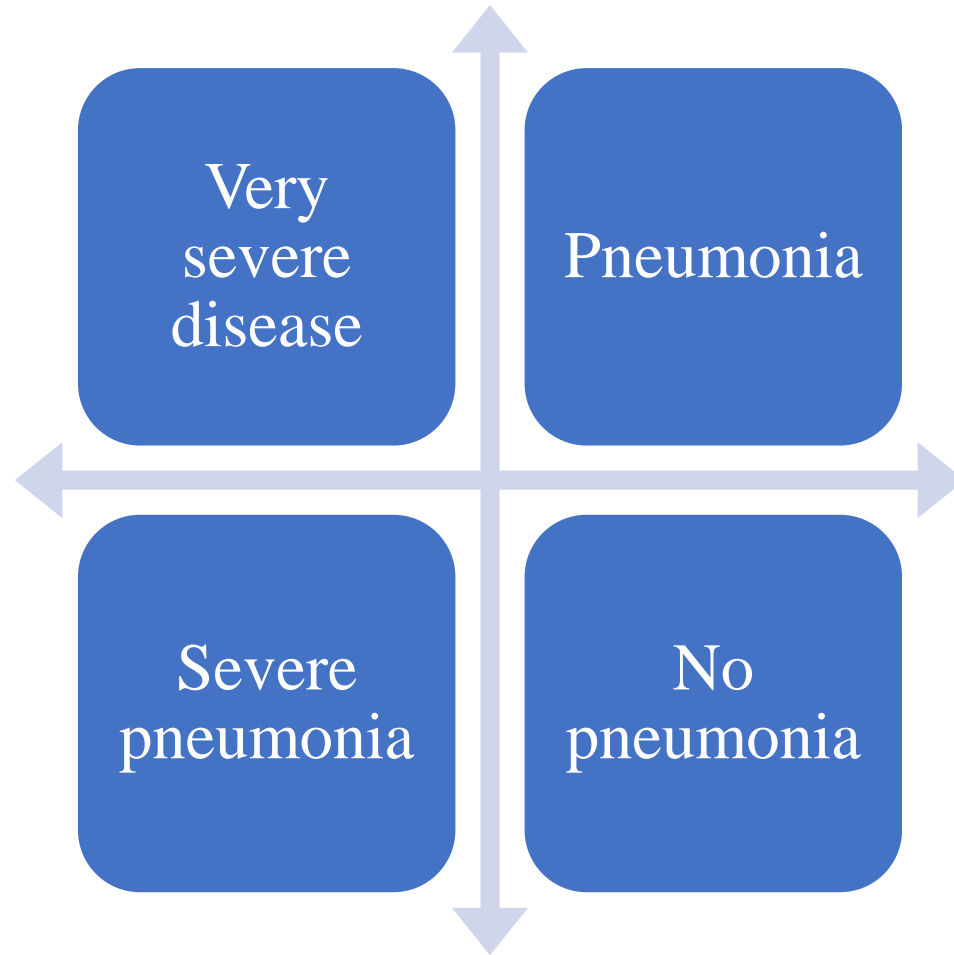 Very
severe
disease
Pneumonia
Severe
pneumonia
No
pneumonia